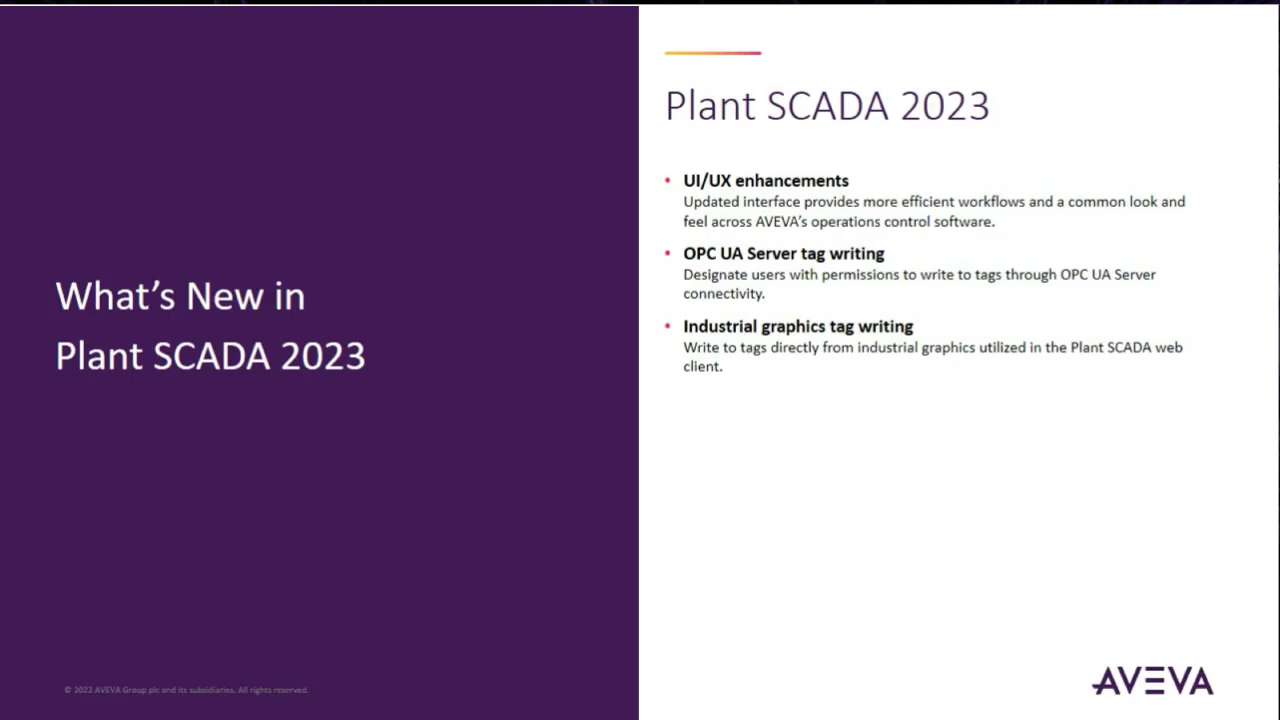 What's New in
Plant SCADA 2023
© 2022 AVEVA Group plc and its subsidiaries. All rights reserved.
Plant SCADA 2023
• UI/UX enhancements
Updated interface provides more efficient workflows and a common look and
feel across AVEVA's operations control software.
• OPC UA Server tag writing
Designate users with permissions to write to tags through OPC UA Server
connectivity.
• Industrial graphics tag writing
Write to tags directly from industrial graphics utilized in the Plant SCADA web
client.
AVEVA